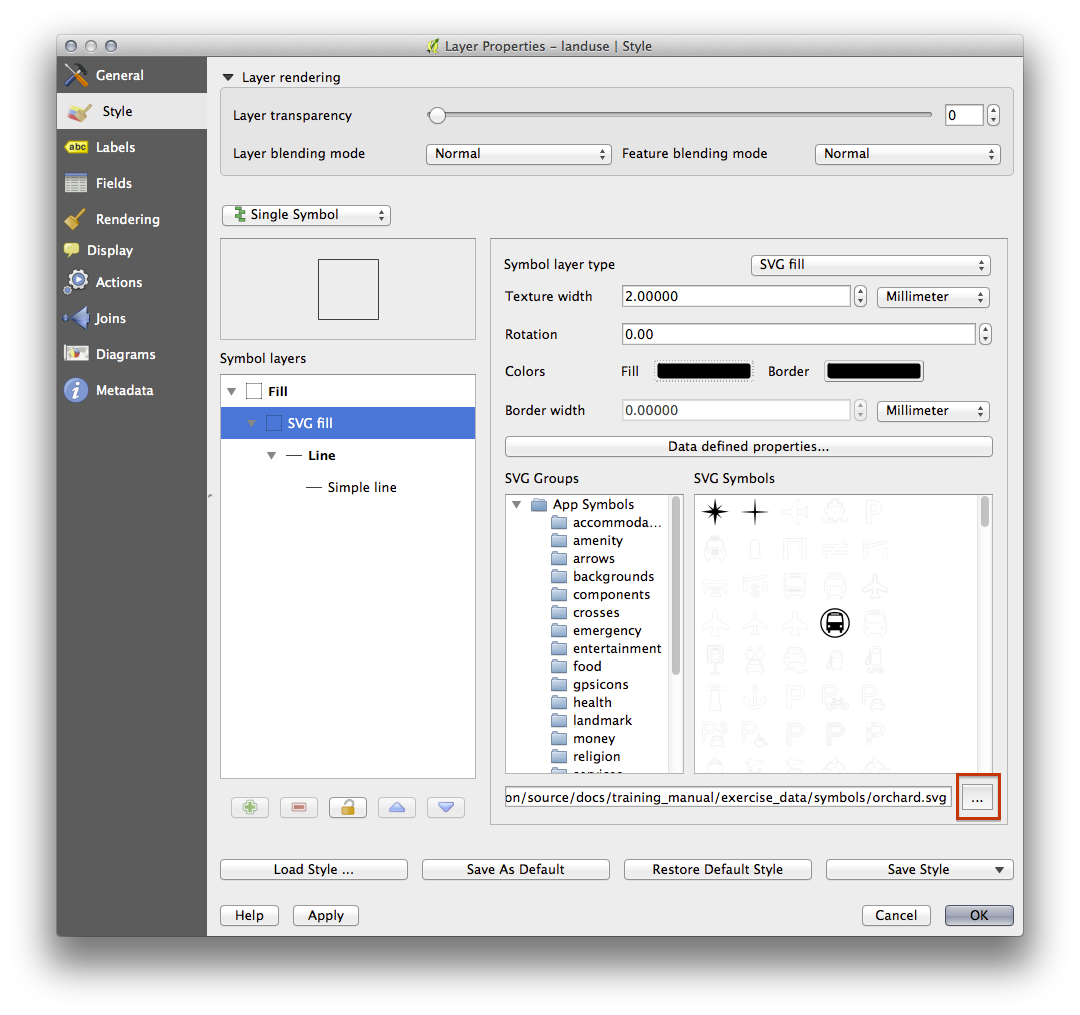 Layer Properties – landuse | Style
General
Style
abc Labels
Fields
Rendering
Display
Actions
Joins
Diagrams
i Metadata
Layer rendering
Layer transparency 0
Layer blending mode Normal Feature blending mode Normal
Single Symbol
Symbol layers
Fill
SVG fill
Line
Simple line
Symbol layer type SVG fill
Texture width 2.00000 Millimeter
Rotation 0.00
Colors Fill Border
Border width 0.00000 Millimeter
Data defined properties...
SVG Groups SVG Symbols
App Symbols
accommoda...
amenity
arrows
backgrounds
components
crosses
emergency
entertainment
food
gpsicons
health
landmark
money
religion
services
on/source/docs/training_manual/exercise_data/symbols/orchard.svg ...
Load Style ... Save As Default Restore Default Style Save Style
Help Apply Cancel OK